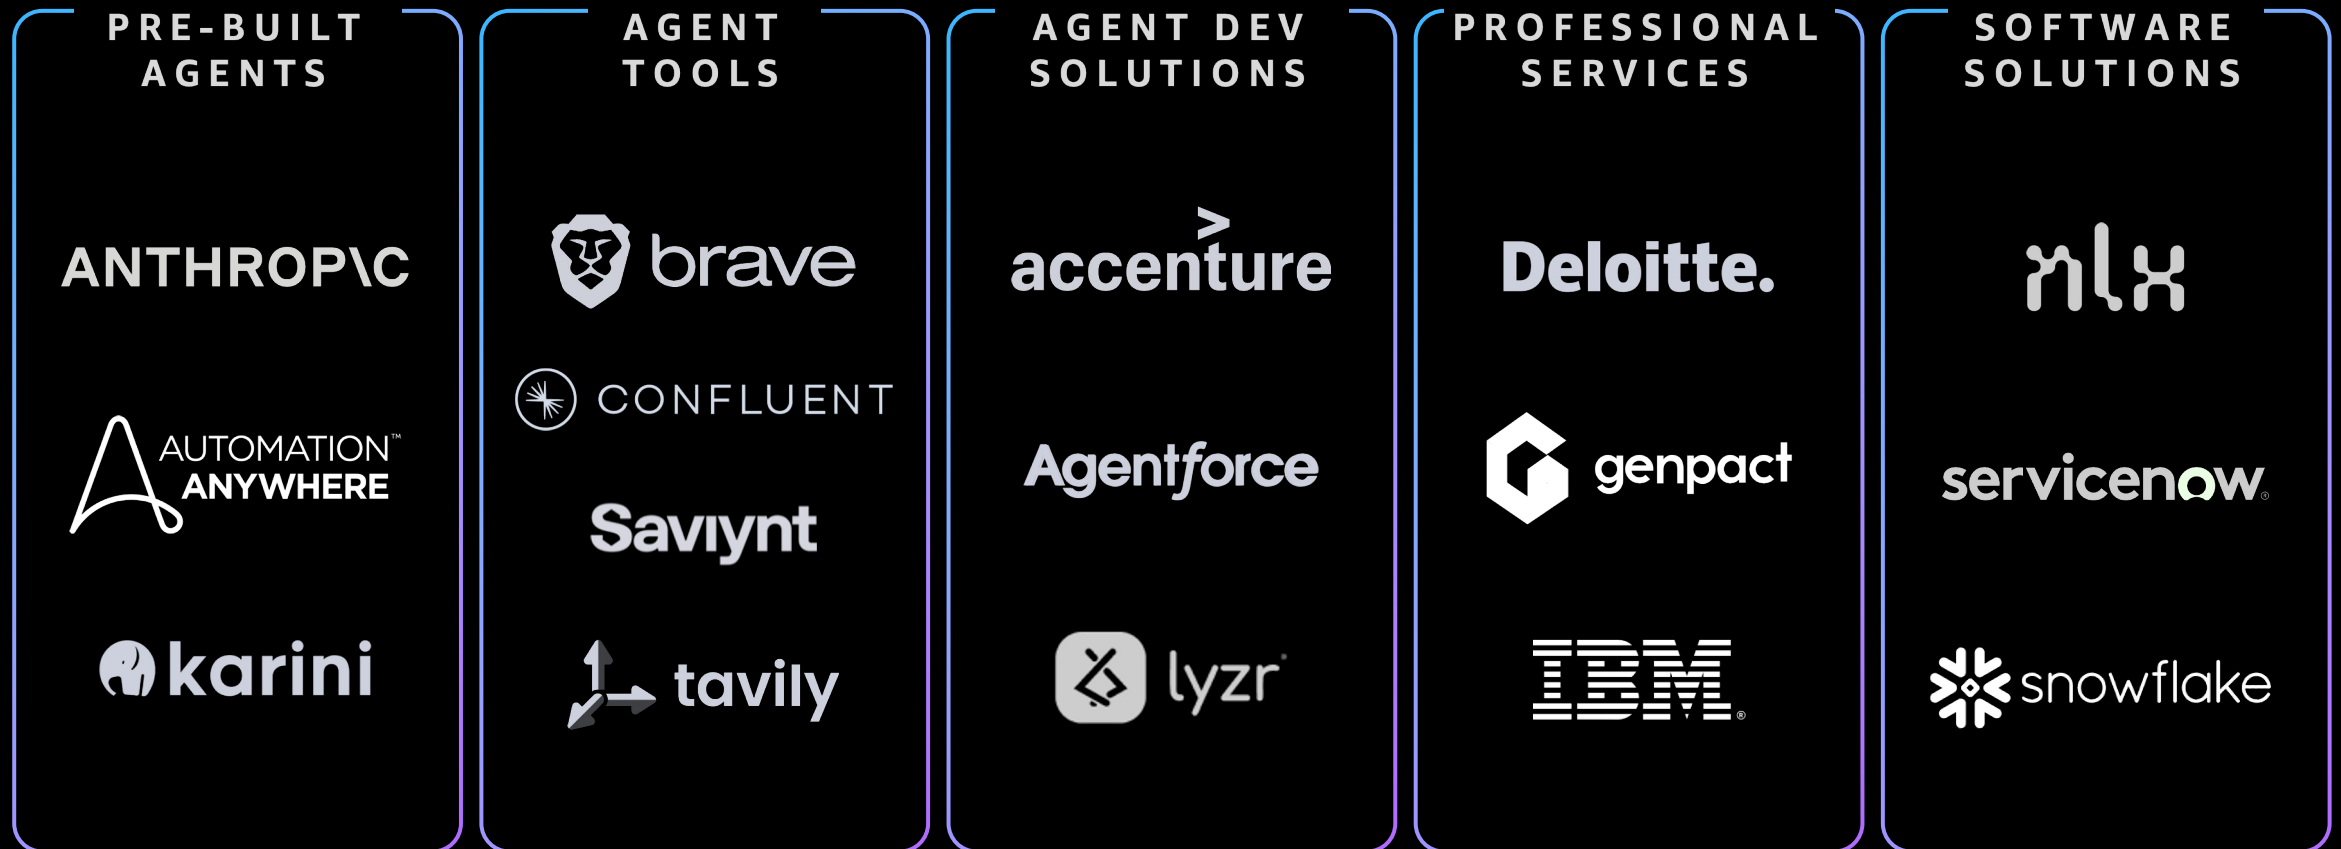 PRE-BUILT
AGENTS
ANTHROP\C
AUTOMATION™
ANYWHERE
karini
AGENT
TOOLS
brave
CONFLUENT
Saviynt
tavily
AGENT DEV
SOLUTIONS
>
accenture
Agentforce
lyzr
PROFESSIONAL
SERVICES
Deloitte.
genpact
IBM®
SOFTWARE
SOLUTIONS
nlx
servicenow®
snowflake